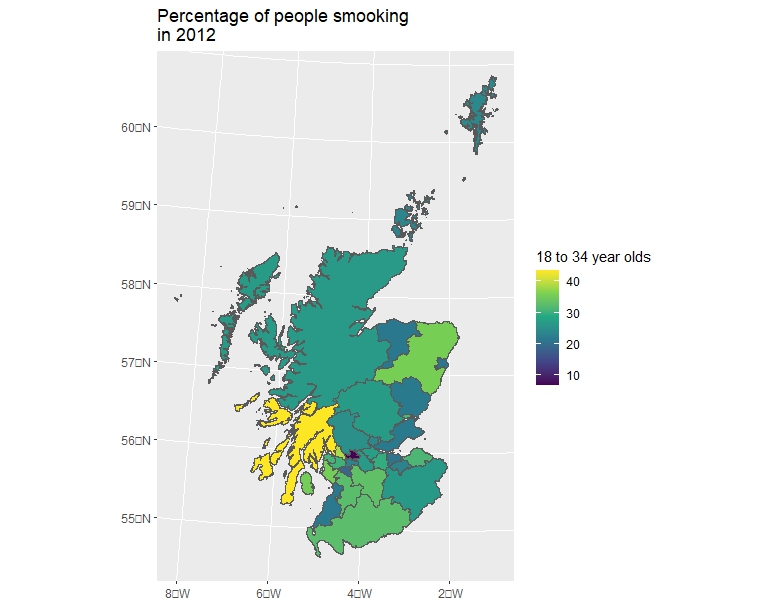 Percentage of people smooking
in 2012
60□N
59□N
58□N
57□N
56□N
55□N
8□W
6□W
4□W
2□W
18 to 34 year olds
40
30
20
10